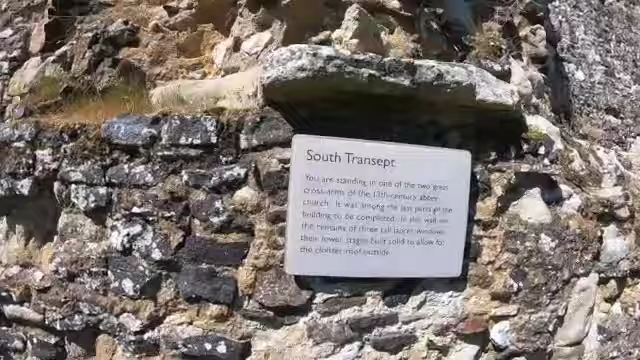 South Transept
You are standing in one of the two great
cross-arms of the 13th-century abbey
church. It was among the last parts of the
building to be completed. In this wall are
the remains of three tall lancet windows,
their lower stages built solid to allow for
the cloister roof outside.